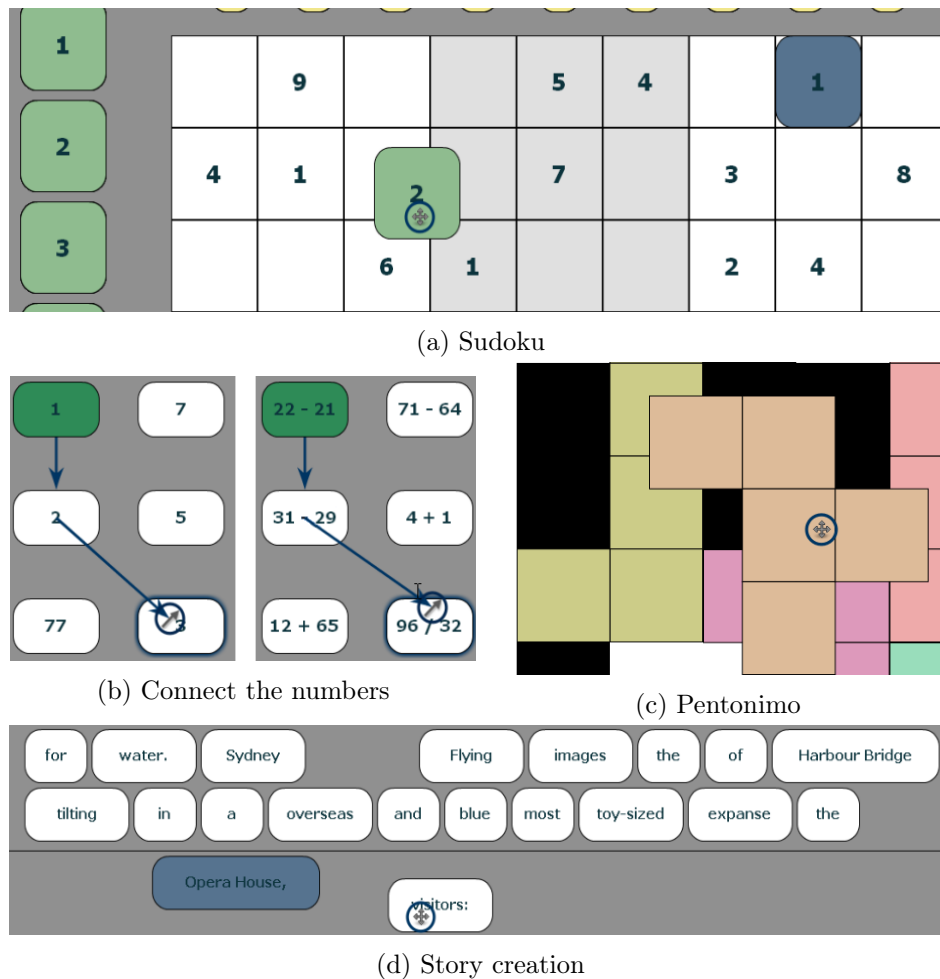 1
9 5 4 1
2
4 1 2 7 3 8
3
6 1 2 4
(a) Sudoku
1 7 22 - 21 71 - 64
2 5 31 - 29 4 + 1
77 3 12 + 65 96 / 32
(b) Connect the numbers
(c) Pentonimo
for water. Sydney Flying images the of Harbour Bridge
tilting in a overseas and blue most toy-sized expanse the
Opera House,
visitors:
(d) Story creation